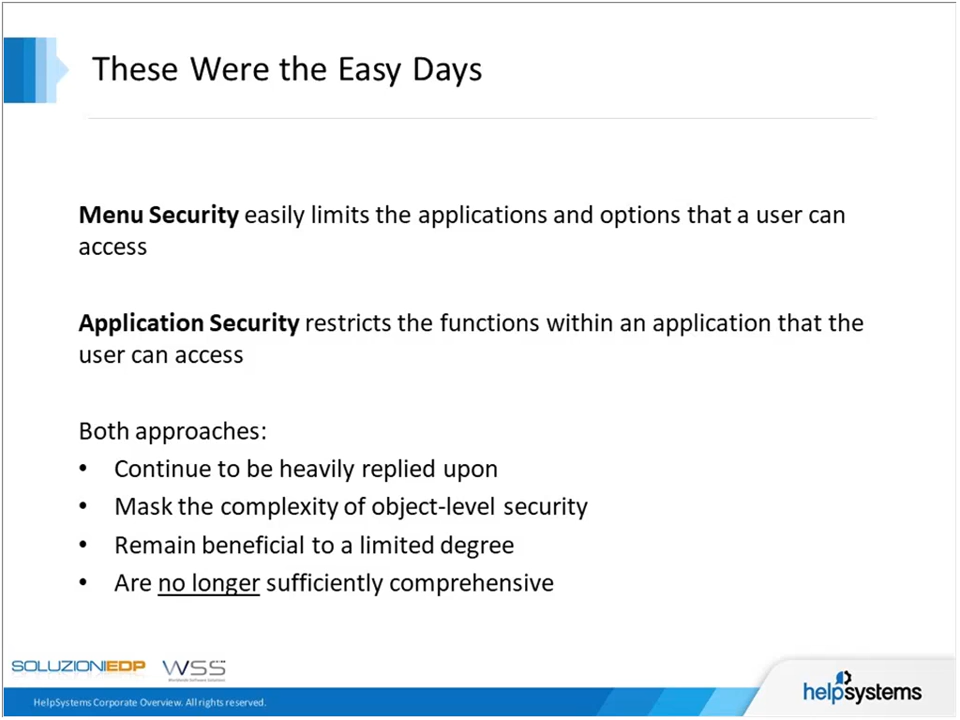 These Were the Easy Days
Menu Security easily limits the applications and options that a user can
access
Application Security restricts the functions within an application that the
user can access
Both approaches:
• Continue to be heavily replied upon
• Mask the complexity of object-level security
• Remain beneficial to a limited degree
• Are no longer sufficiently comprehensive
SOLUZIONIEDP
WSS
Worldwide Software Solutions
HelpSystems Corporate Overview. All rights reserved.
helpsystems